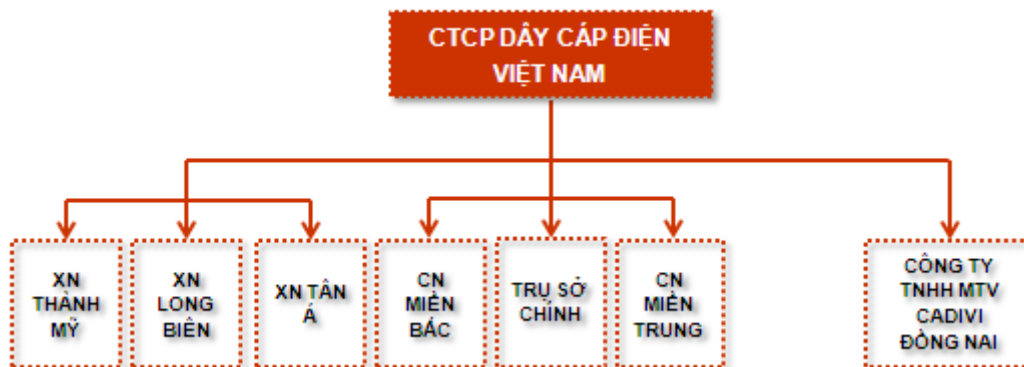 CTCP DÂY CÁP ĐIỆN
VIỆT NAM
XN
THÀNH
MỸ
XN
LONG
BIÊN
XN TÂN
Á
CN
MIỀN
BẮC
TRỤ SỞ
CHÍNH
CN
MIỀN
TRUNG
CÔNG TY
TNHH MTV
CADIVI
ĐỒNG NAI